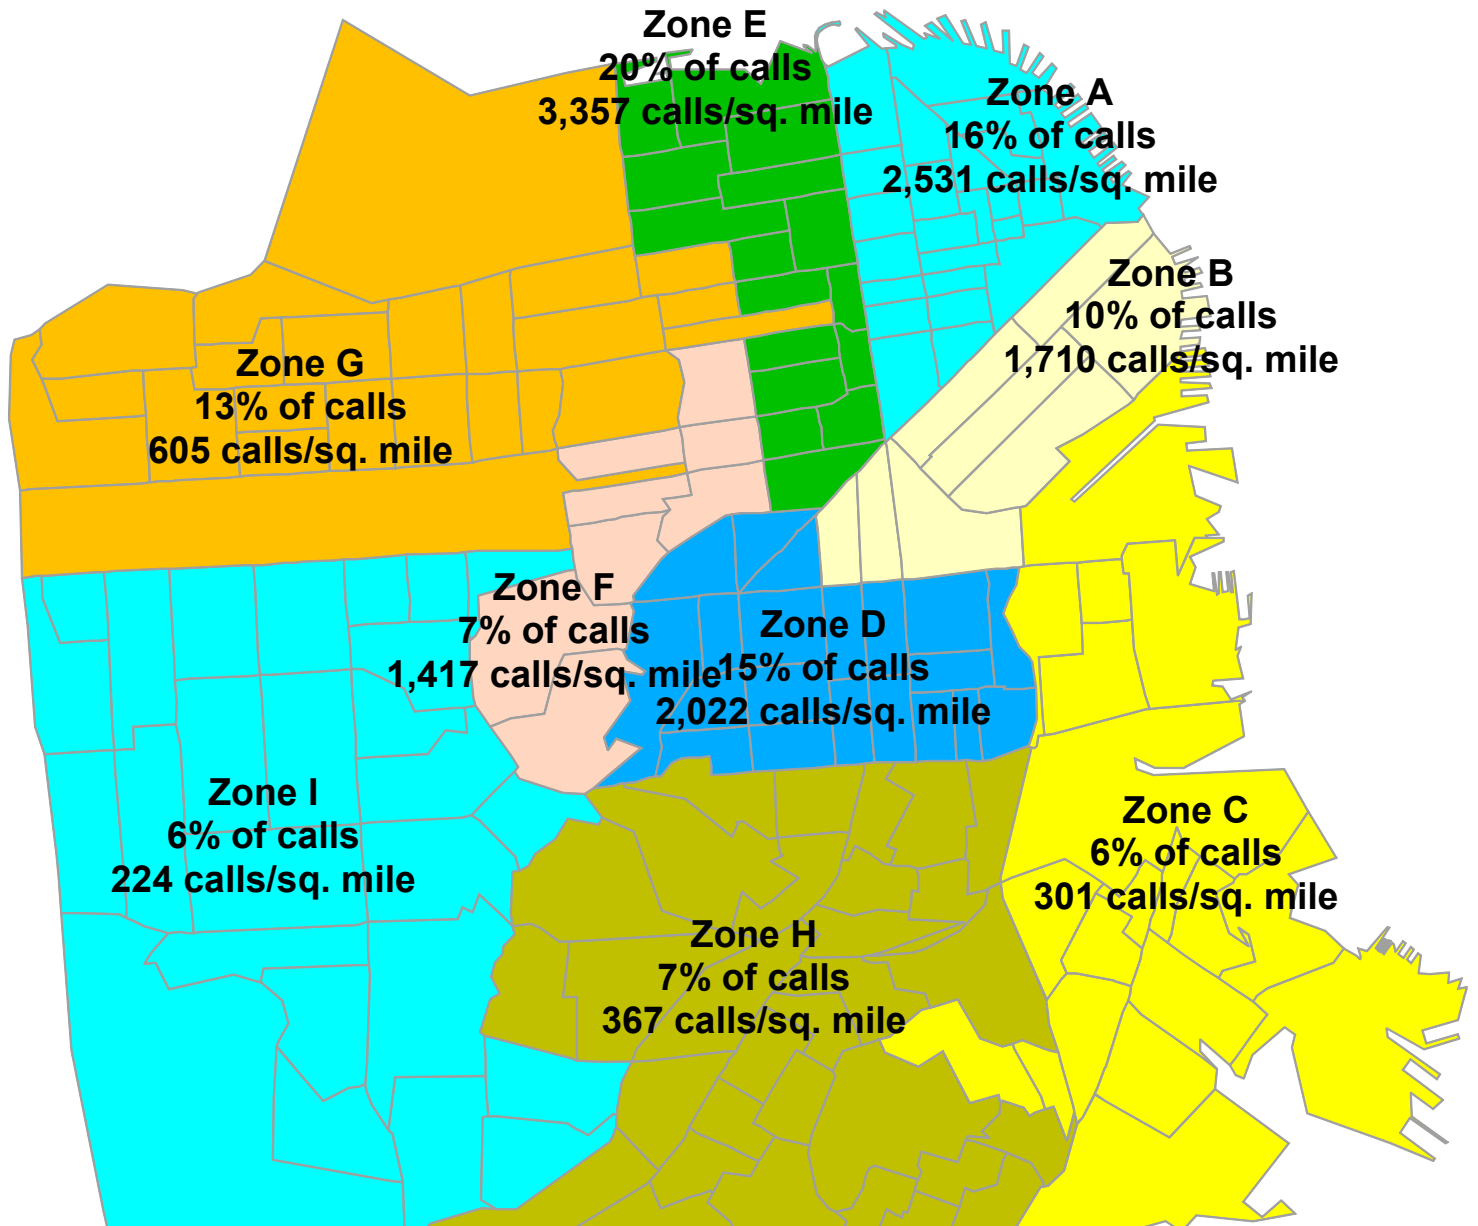 Zone E
20% of calls
3,357 calls/sq. mile
Zone A
16% of calls
2,531 calls/sq. mile
Zone B
10% of calls
1,710 calls/sq. mile
Zone G
13% of calls
605 calls/sq. mile
Zone F
7% of calls
1,417 calls/sq. mile
Zone D
15% of calls
2,022 calls/sq. mile
Zone I
6% of calls
224 calls/sq. mile
Zone C
6% of calls
301 calls/sq. mile
Zone H
7% of calls
367 calls/sq. mile